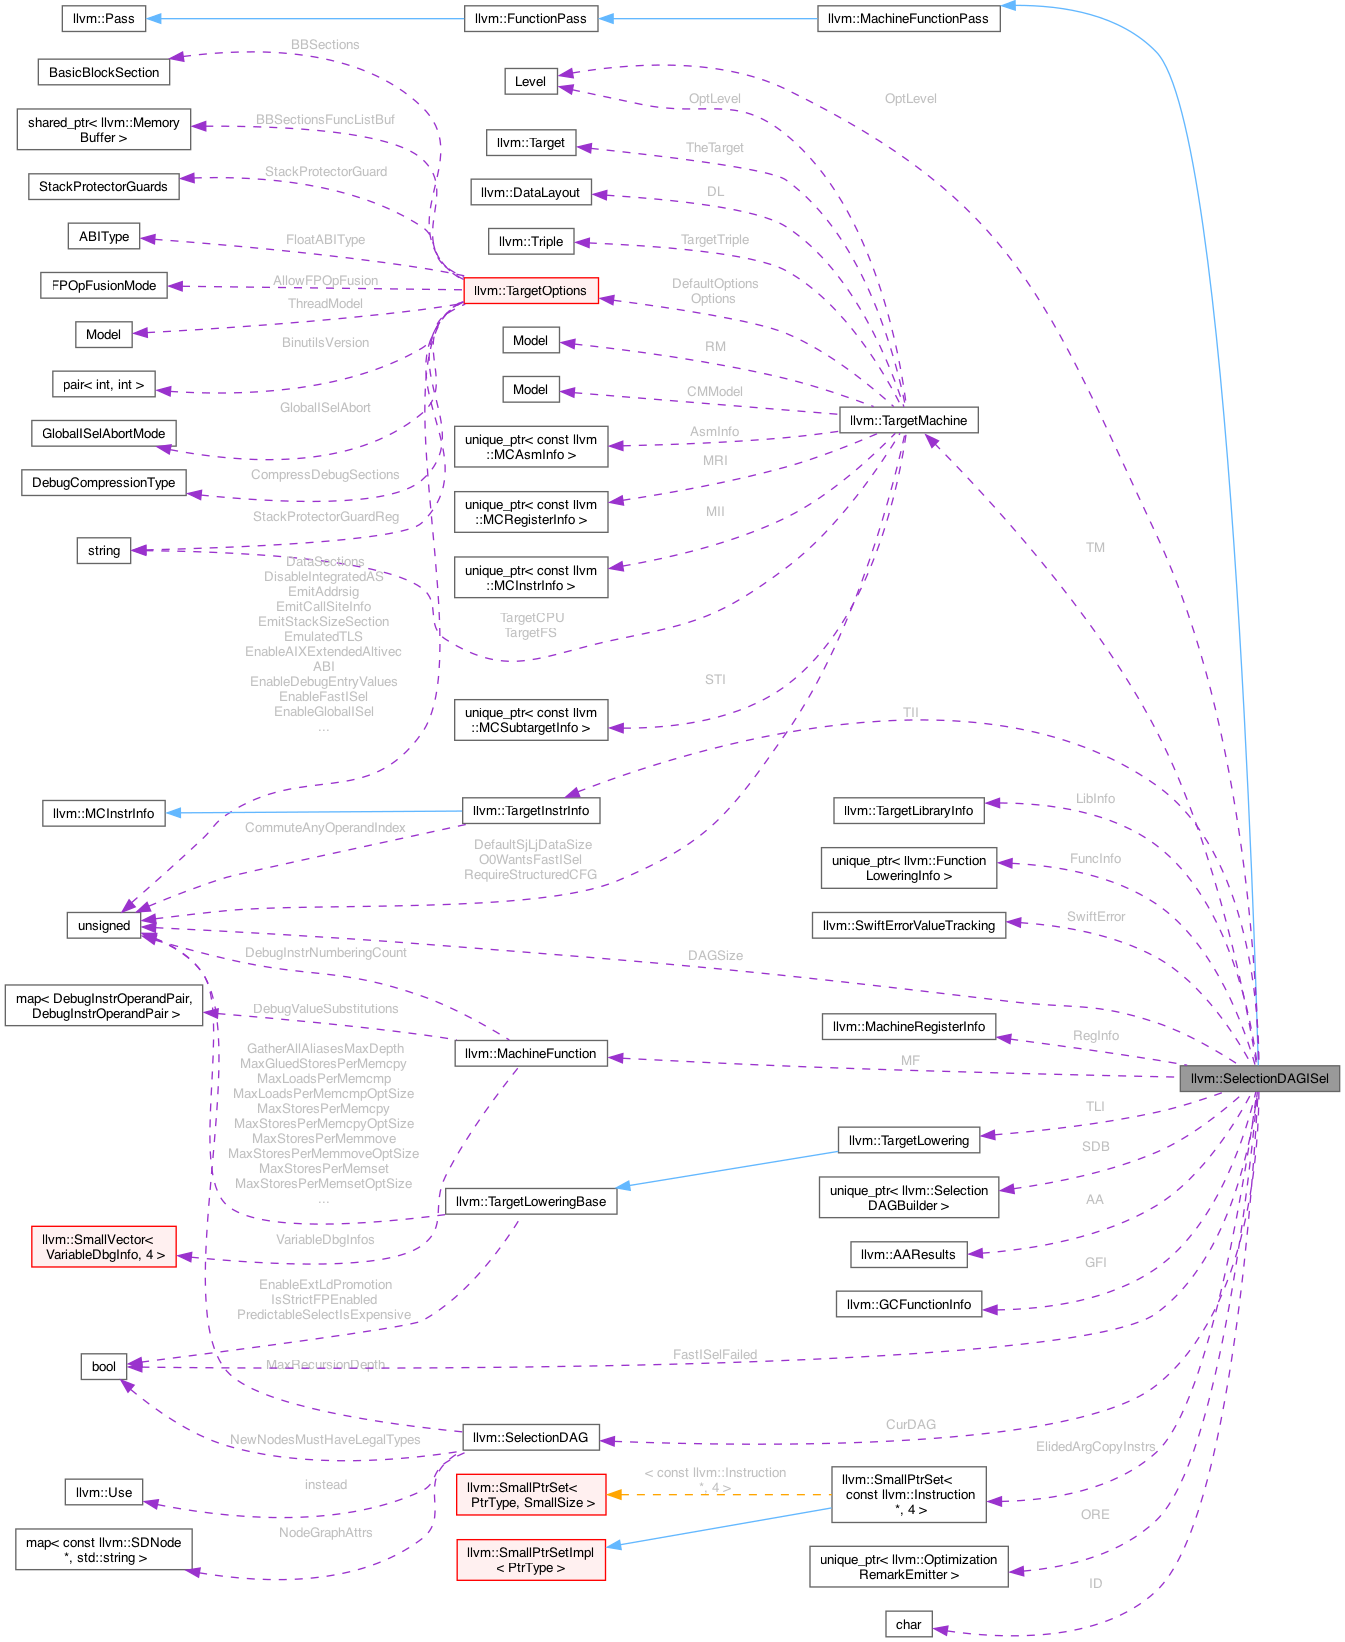 llvm::Pass
llvm::FunctionPass
llvm::MachineFunctionPass
BBSections
BasicBlockSection
Level
OptLevel
OptLevel
shared_ptr< llvm::Memory
Buffer >
BBSectionsFuncListBuf
llvm::Target
TheTarget
StackProtectorGuards
StackProtectorGuard
llvm::DataLayout
DL
ABIType
FloatABIType
llvm::Triple
TargetTriple
FPOpFusionMode
AllowFPOpFusion
llvm::TargetOptions
DefaultOptions
Options
Model
ThreadModel
Model
RM
pair< int, int >
BinutilsVersion
Model
CMModel
GlobalISelAbortMode
GlobalISelAbort
llvm::TargetMachine
unique_ptr< const llvm
::MCAsmInfo >
AsmInfo
DebugCompressionType
CompressDebugSections
unique_ptr< const llvm
::MCRegisterInfo >
MRI
string
StackProtectorGuardReg
unique_ptr< const llvm
::MCInstrInfo >
MII
TM
DataSections
DisableIntegratedAS
EmitAddrsig
EmitCallSiteInfo
EmitStackSizeSection
EmulatedTLS
EnableAIXExtendedAltivec
ABI
EnableDebugEntryValues
EnableFastISel
EnableGlobalISel
...
TargetCPU
TargetFS
unique_ptr< const llvm
::MCSubtargetInfo >
STI
TII
llvm::MCInstrInfo
llvm::TargetInstrInfo
llvm::TargetLibraryInfo
LibInfo
CommuteAnyOperandIndex
DefaultSjLjDataSize
O0WantsFastISel
RequireStructuredCFG
unique_ptr< llvm::Function
LoweringInfo >
FuncInfo
unsigned
llvm::SwiftErrorValueTracking
SwiftError
DebugInstrNumberingCount
DAGSize
map< DebugInstrOperandPair,
DebugInstrOperandPair >
DebugValueSubstitutions
llvm::MachineRegisterInfo
RegInfo
llvm::MachineFunction
MF
llvm::SelectionDAGISel
GatherAllAliasesMaxDepth
MaxGluedStoresPerMemcpy
MaxLoadsPerMemcmp
MaxLoadsPerMemcmpOptSize
MaxStoresPerMemcpy
MaxStoresPerMemcpyOptSize
MaxStoresPerMemmove
MaxStoresPerMemmoveOptSize
MaxStoresPerMemset
MaxStoresPerMemsetOptSize
...
llvm::TargetLowering
TLI
llvm::TargetLoweringBase
unique_ptr< llvm::Selection
DAGBuilder >
SDB
llvm::SmallVector<
VariableDbgInfo, 4 >
VariableDbgInfos
llvm::AAResults
AA
EnableExtLdPromotion
IsStrictFPEnabled
PredictableSelectIsExpensive
llvm::GCFunctionInfo
GFI
bool
MaxRecursionDepth
FastISelFailed
llvm::SelectionDAG
NewNodesMustHaveLegalTypes
CurDAG
llvm::Use
instead
llvm::SmallPtrSet<
PtrType, SmallSize >
< const llvm::Instruction
*, 4 >
llvm::SmallPtrSet<
const llvm::Instruction
*, 4 >
ElidedArgCopyInstrs
map< const llvm::SDNode
*, std::string >
NodeGraphAttrs
llvm::SmallPtrSetImpl
< PtrType >
unique_ptr< llvm::Optimization
RemarkEmitter >
ORE
char
ID